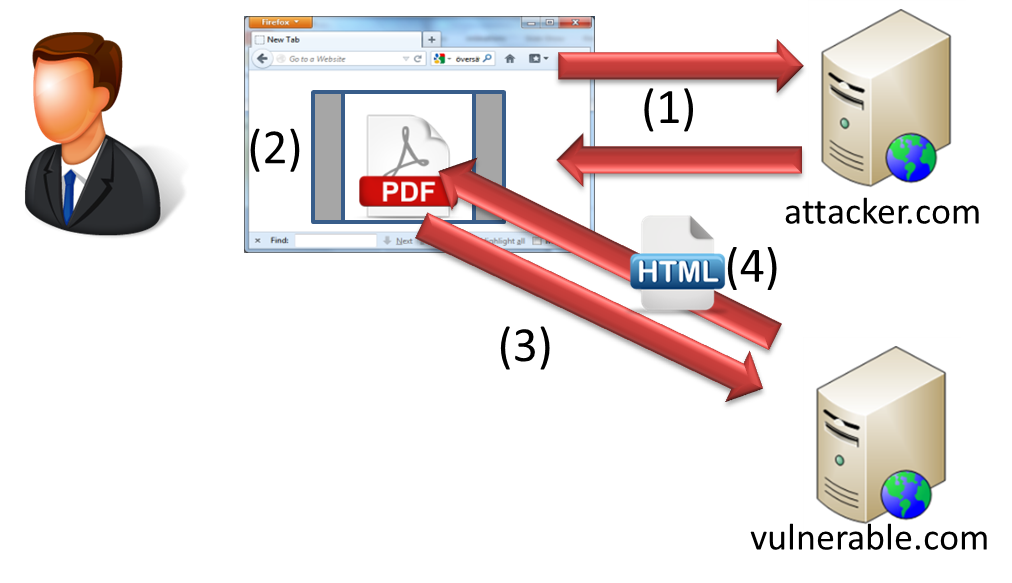 Firefox
New Tab
Go to a Website
översä
(1)
(2)
PDF
attacker.com
× Find:
Next
highlight all
HTML
(4)
(3)
vulnerable.com